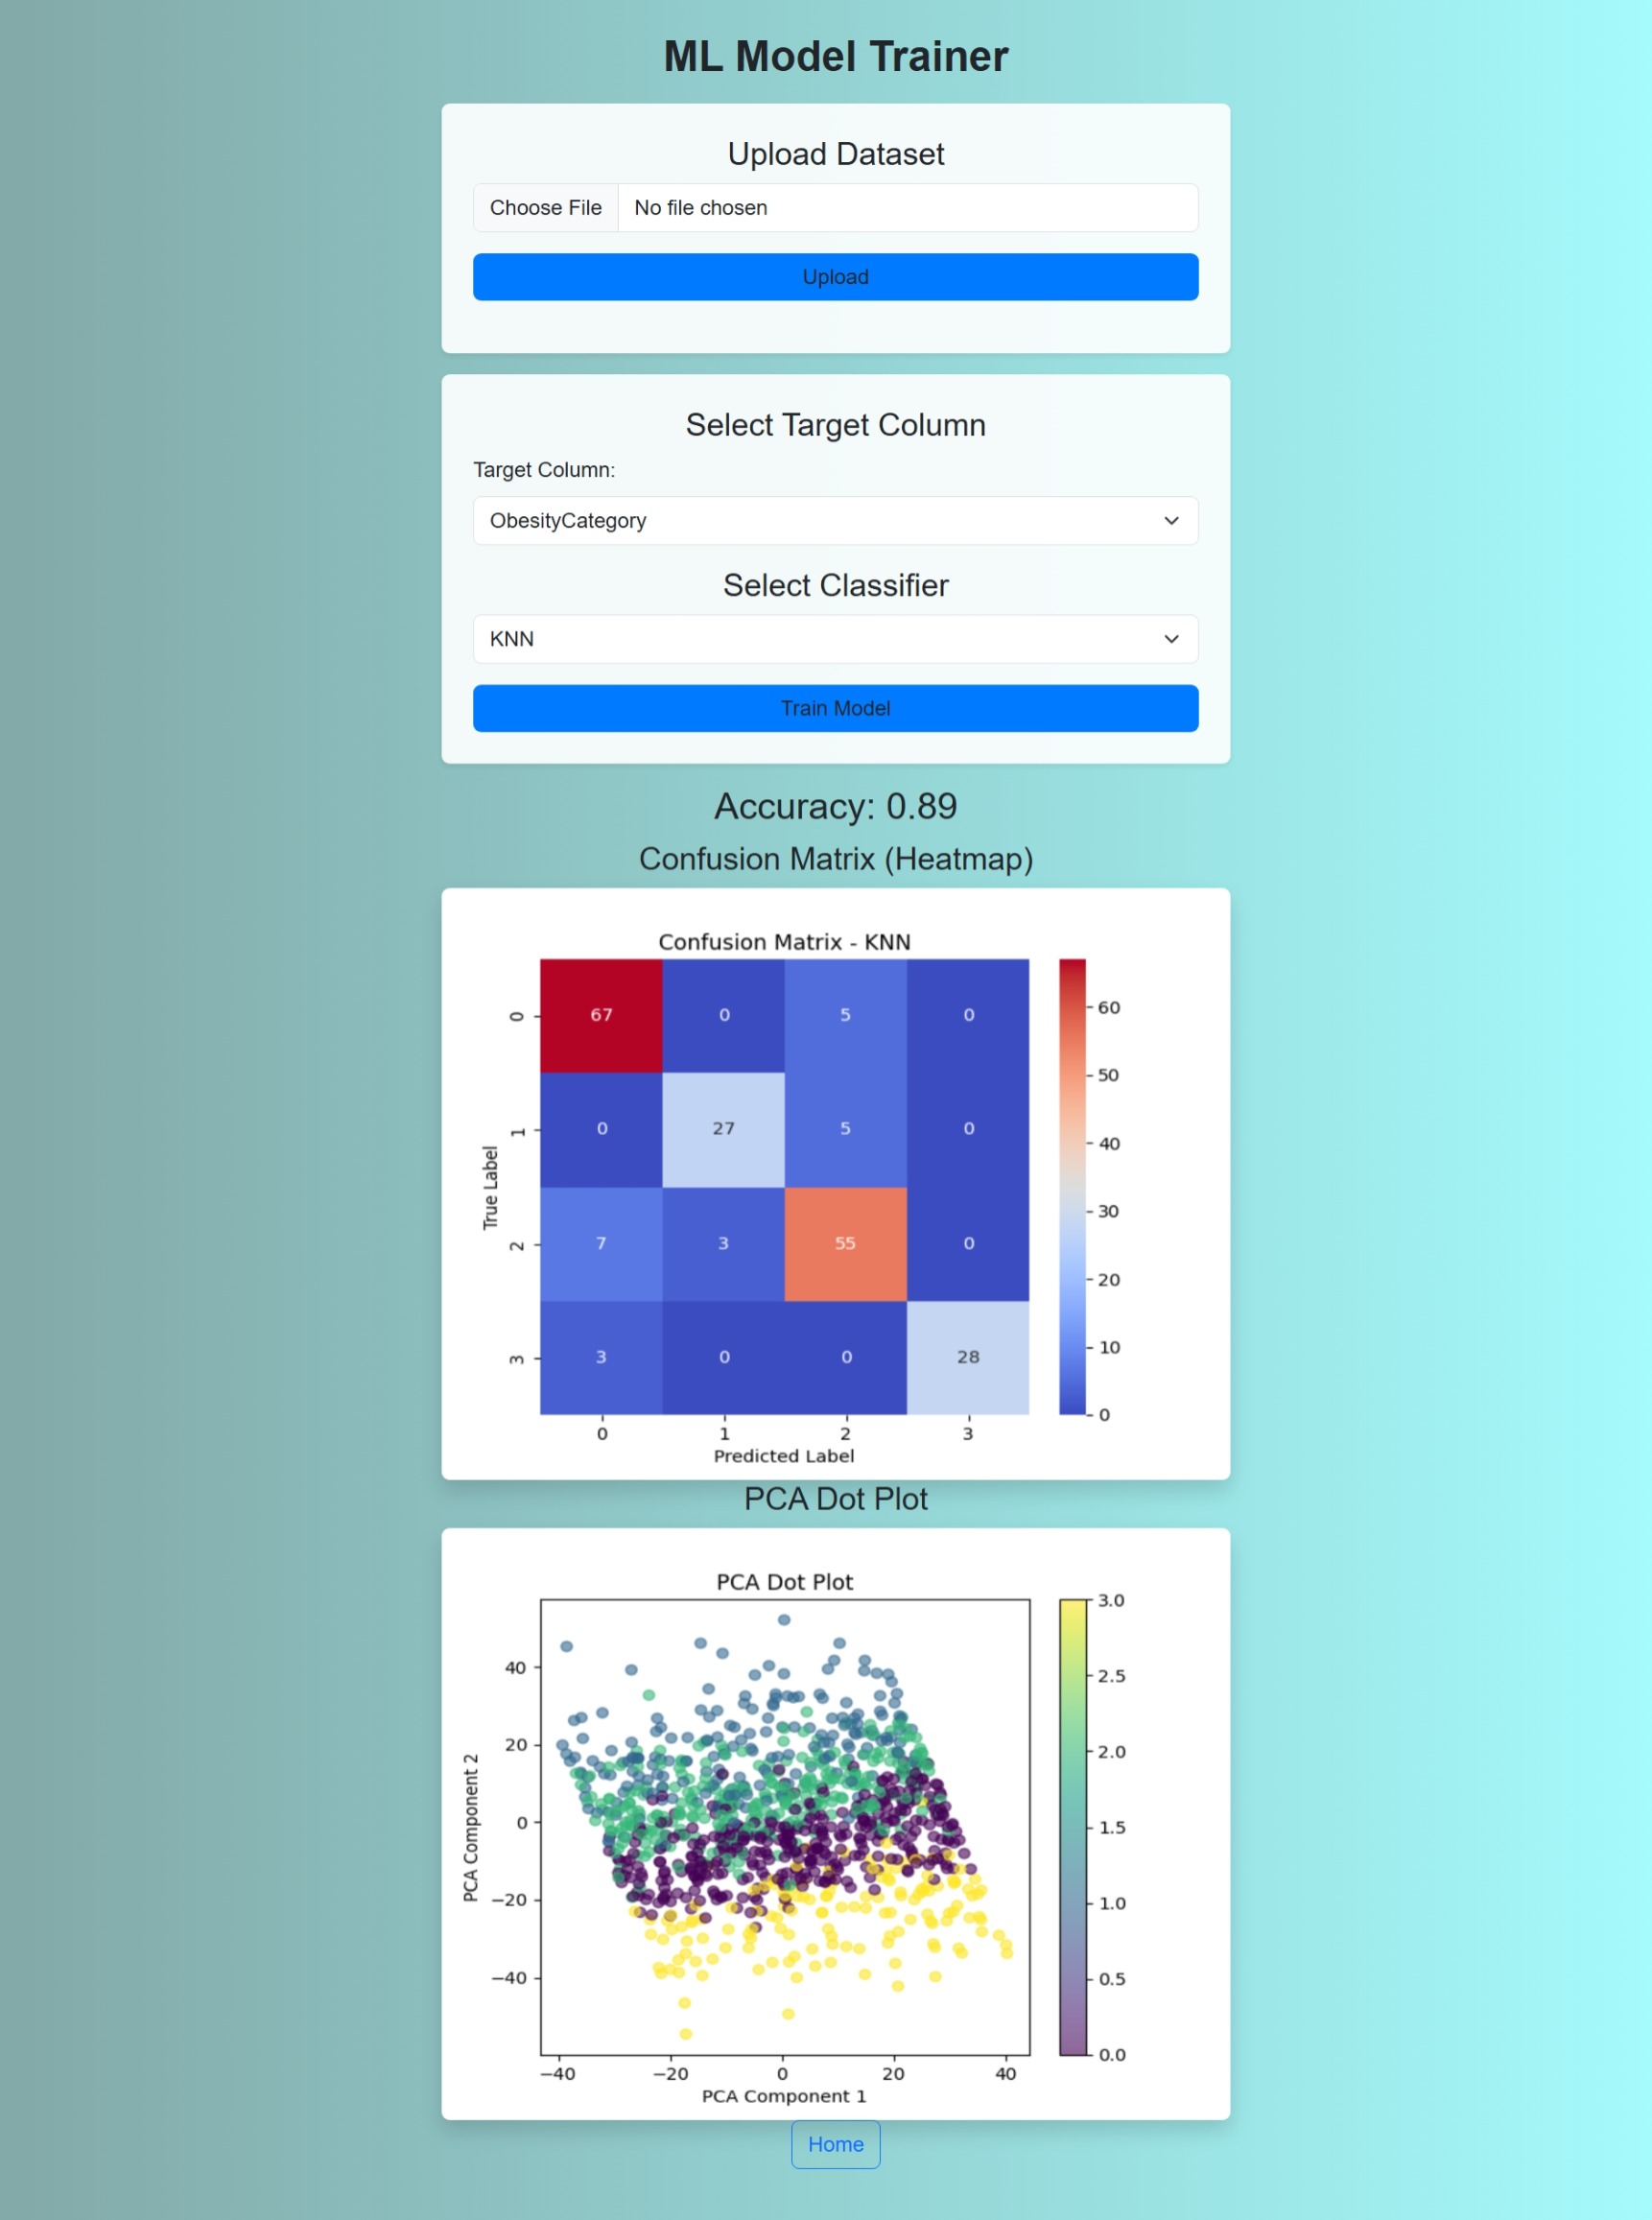 ML Model Trainer
Upload Dataset
Choose File No file chosen
Upload
Select Target Column
Target Column:
ObesityCategory
Select Classifier
KNN
Train Model
Accuracy: 0.89
Confusion Matrix (Heatmap)
Confusion Matrix - KNN
True Label
0 67 0 5 0
1 0 27 5 0
2 7 3 55 0
3 3 0 0 28
0 1 2 3
Predicted Label
60
50
40
30
20
10
0
PCA Dot Plot
PCA Dot Plot
PCA Component 2
40
20
0
−20
−40
−40 −20 0 20 40
PCA Component 1
3.0
2.5
2.0
1.5
1.0
0.5
0.0
Home